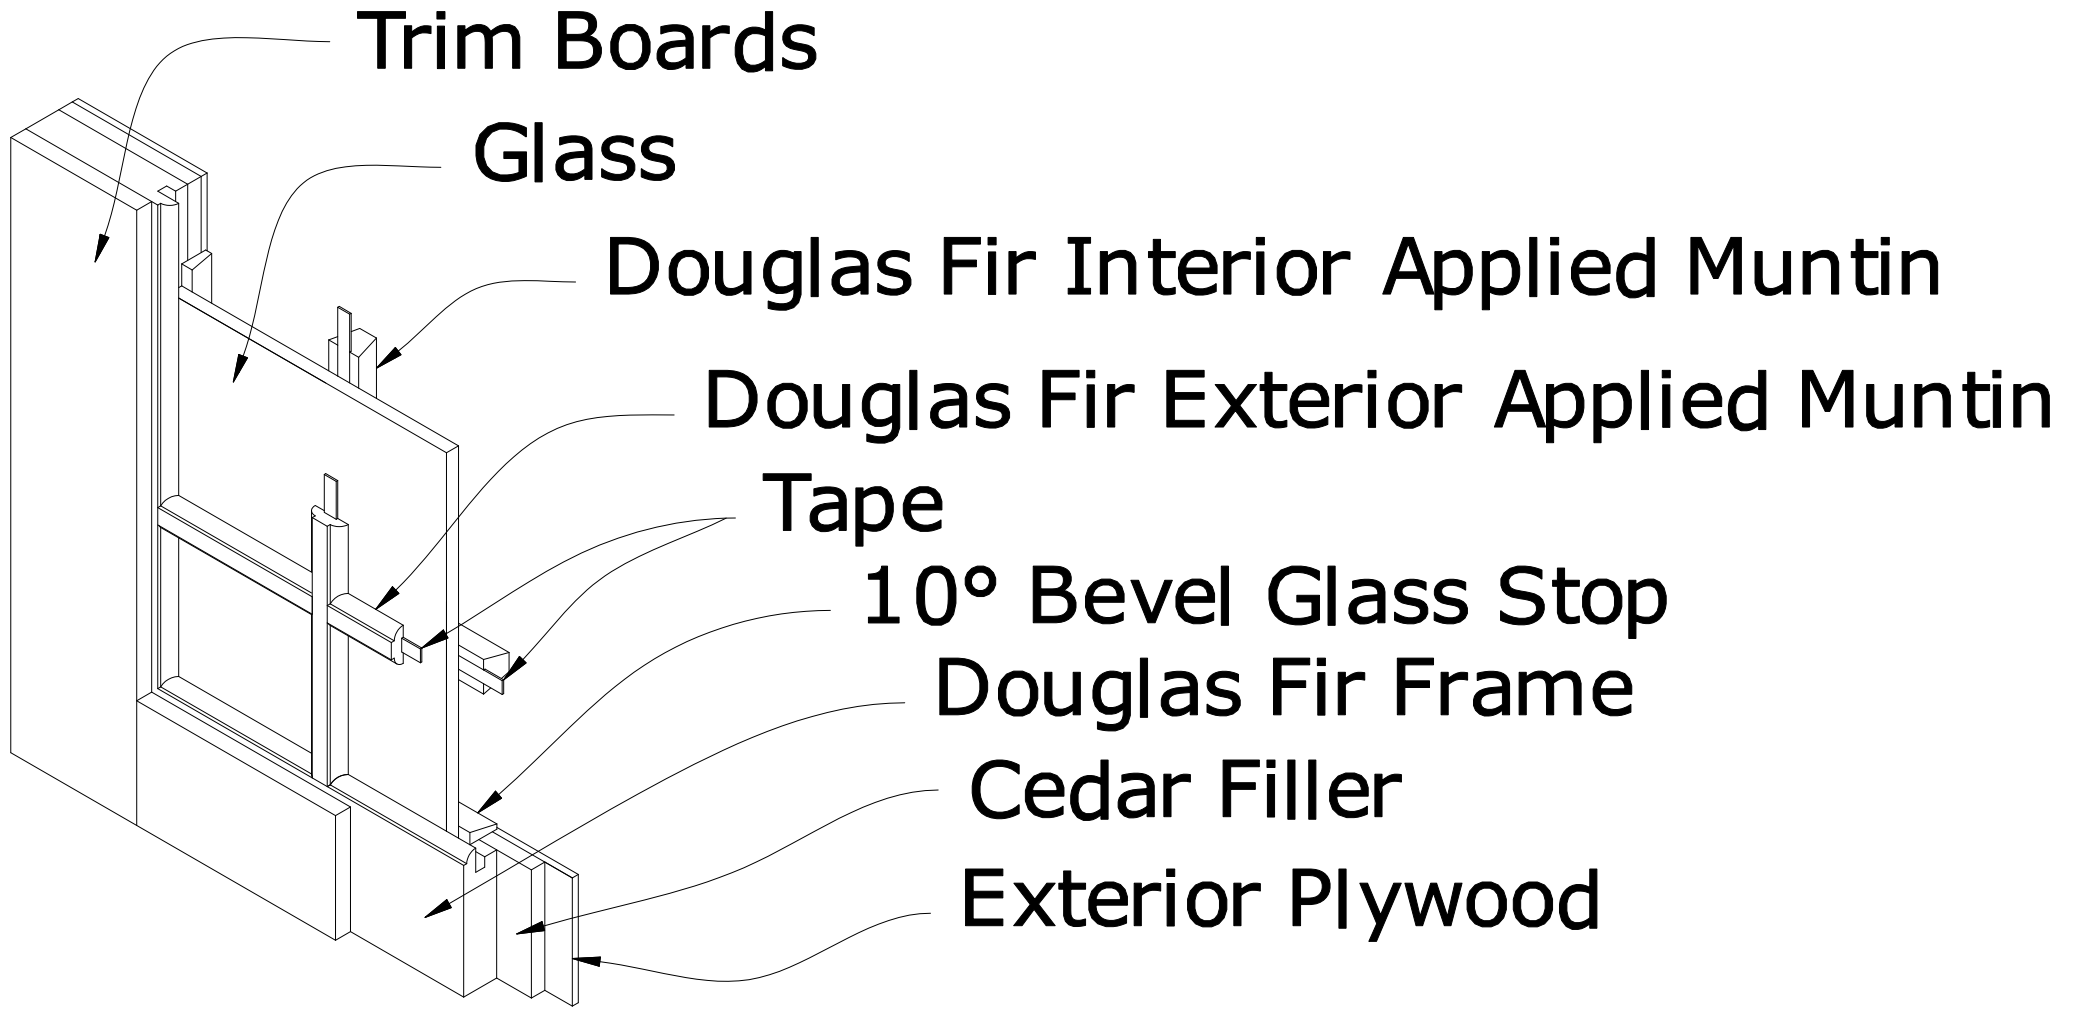 Trim Boards
Glass
Douglas Fir Interior Applied Muntin
Douglas Fir Exterior Applied Muntin
Tape
10° Bevel Glass Stop
Douglas Fir Frame
Cedar Filler
Exterior Plywood